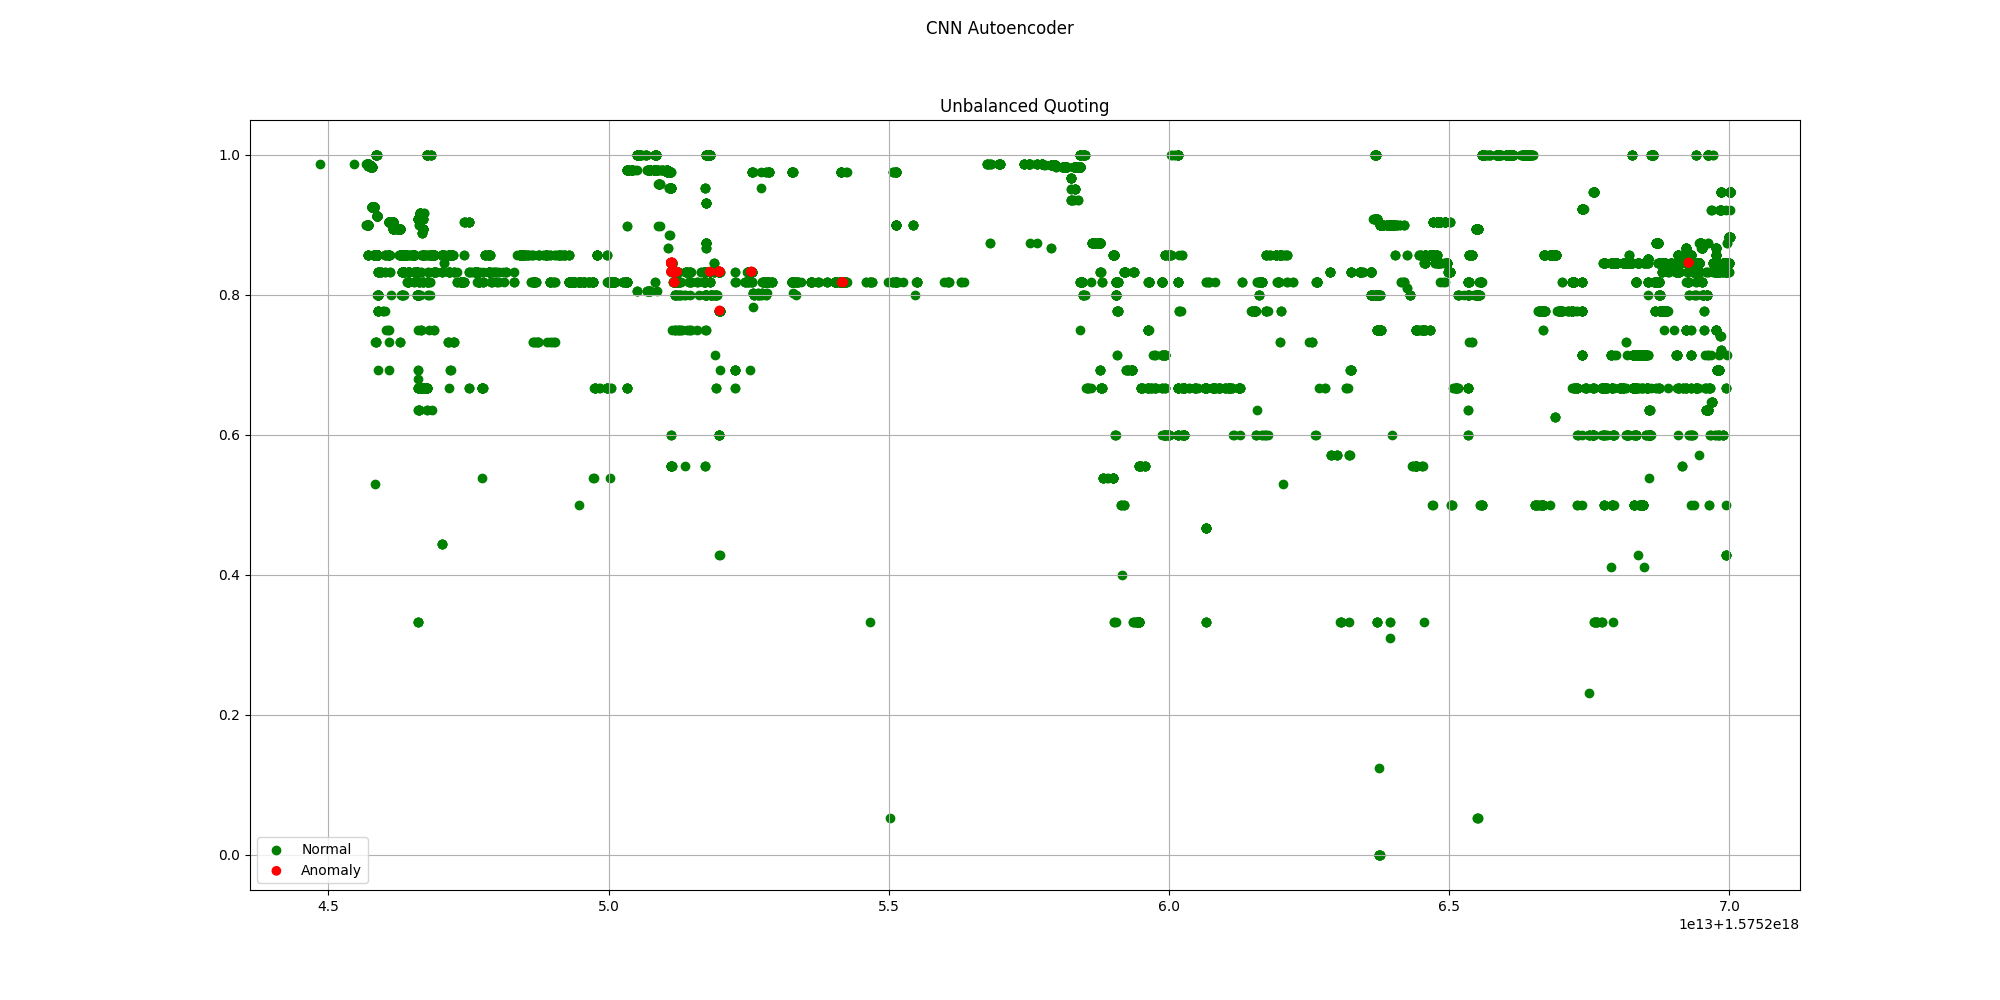 CNN Autoencoder
Unbalanced Quoting
1.0
0.8
0.6
0.4
0.2
0.0
Normal
Anomaly
4.5 5.0 5.5 6.0 6.5 7.0
1e13+1.5752e18